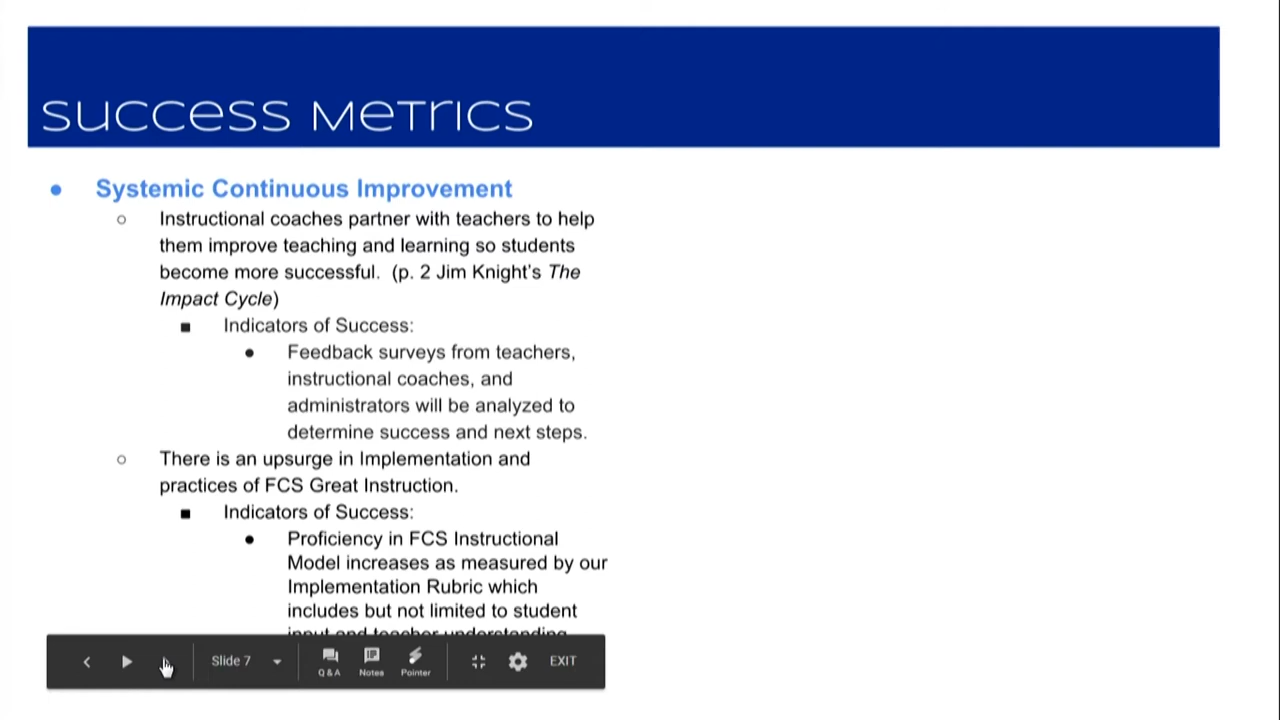 Success Metrics
● Systemic Continuous Improvement
○ Instructional coaches partner with teachers to help
them improve teaching and learning so students
become more successful. (p. 2 Jim Knight's The
Impact Cycle)
■ Indicators of Success:
● Feedback surveys from teachers,
instructional coaches, and
administrators will be analyzed to
determine success and next steps.
○ There is an upsurge in Implementation and
practices of FCS Great Instruction.
■ Indicators of Success:
● Proficiency in FCS Instructional
Model increases as measured by our
Implementation Rubric which
includes but not limited to student
input and teacher understanding
Slide 7
Q&A Notes Pointer
EXIT